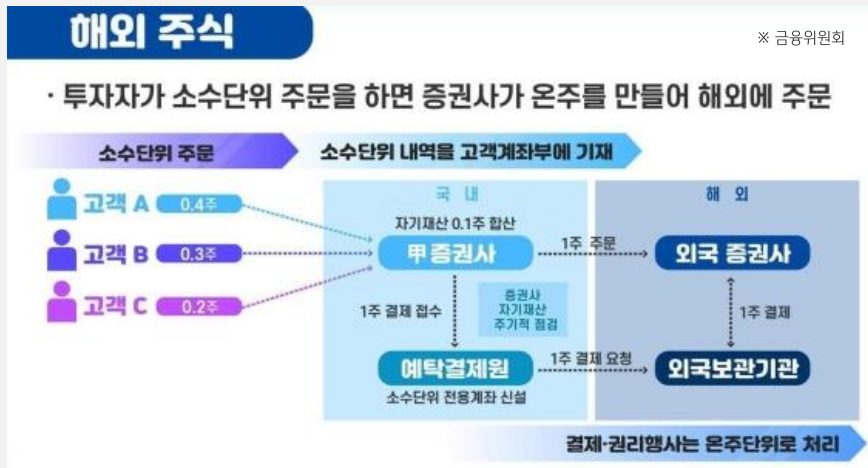 해외 주식
※ 금융위원회
· 투자자가 소수단위 주문을 하면 증권사가 온주를 만들어 해외에 주문
소수단위 주문
소수단위 내역을 고객계좌부에 기재
고객 A 0.4주
고객 B 0.3주
고객 C 0.2주
국 내
자기재산 0.1주 합산
甲 증권사
1주 주문
1주 결제 접수
증권사
자기재산
주기적 점검
예탁결제원
소수단위 전용계좌 신설
1주 결제 요청
해 외
외국 증권사
1주 결제
외국보관기관
결제·권리행사는 온주단위로 처리